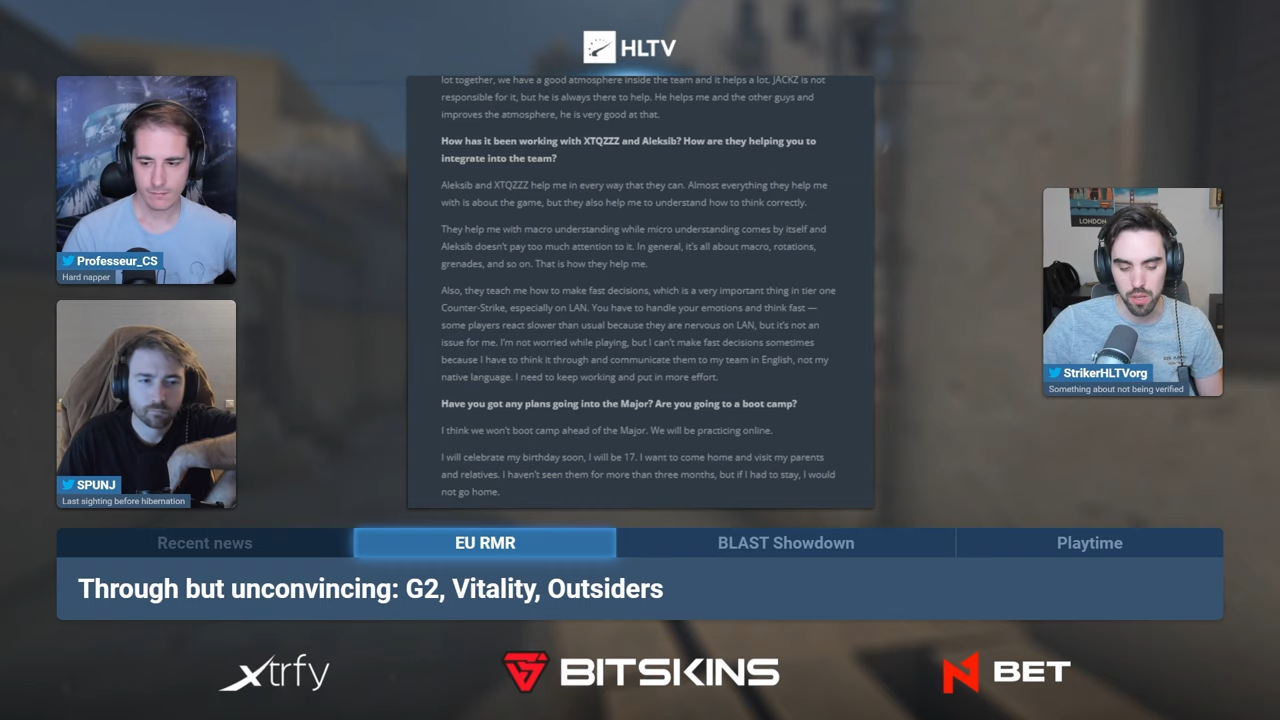 HLTV
lot together, we have a good atmosphere inside the team and it helps a lot. JACKZ is not
responsible for it, but he is always there to help. He helps me and the other guys and
improves the atmosphere, he is very good at that.
How has it been working with XTQZZZ and Aleksib? How are they helping you to
integrate into the team?
Aleksib and XTQZZZ help me in every way that they can. Almost everything they help me
with is about the game, but they also help me to understand how to think correctly.
They help me with macro understanding while micro understanding comes by itself and
Aleksib doesn't pay too much attention to it. In general, it's all about macro, rotations,
grenades, and so on. That is how they help me.
Also, they teach me how to make fast decisions, which is a very important thing in tier one
Counter-Strike, especially on LAN. You have to handle your emotions and think fast —
some players react slower than usual because they are nervous on LAN, but it's not an
issue for me. I'm not worried while playing, but I can't make fast decisions sometimes
because I have to think it through and communicate them to my team in English, not my
native language. I need to keep working and put in more effort.
Have you got any plans going into the Major? Are you going to a boot camp?
I think we won't boot camp ahead of the Major. We will be practicing online.
I will celebrate my birthday soon, I will be 17. I want to come home and visit my parents
and relatives. I haven't seen them for more than three months, but if I had to stay, I would
not go home.
Professeur_CS
Hard napper
SPUNJ
Last sighting before hibernation
LONDON
StrikerHLTVorg
Something about not being verified
Recent news
EU RMR
BLAST Showdown
Playtime
Through but unconvincing: G2, Vitality, Outsiders
xtrfy
BITSKINS
N BET